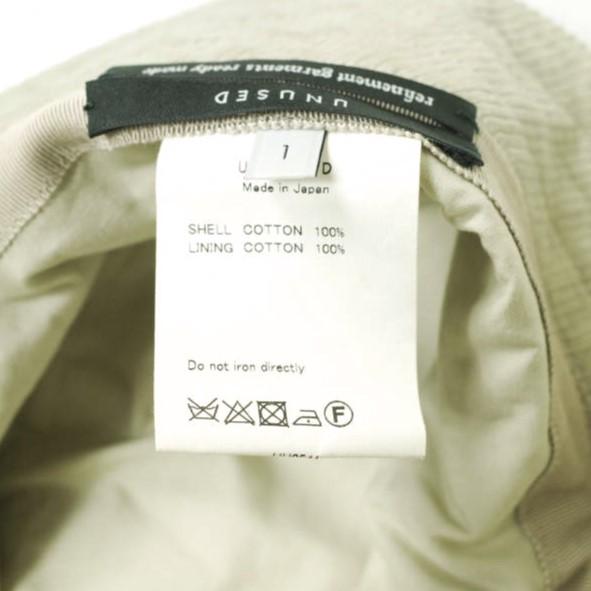 refinement garments ready made
UNUSED
1
U D
Made in Japan
SHELL COTTON 100%
LINING COTTON 100%
Do not iron directly
F